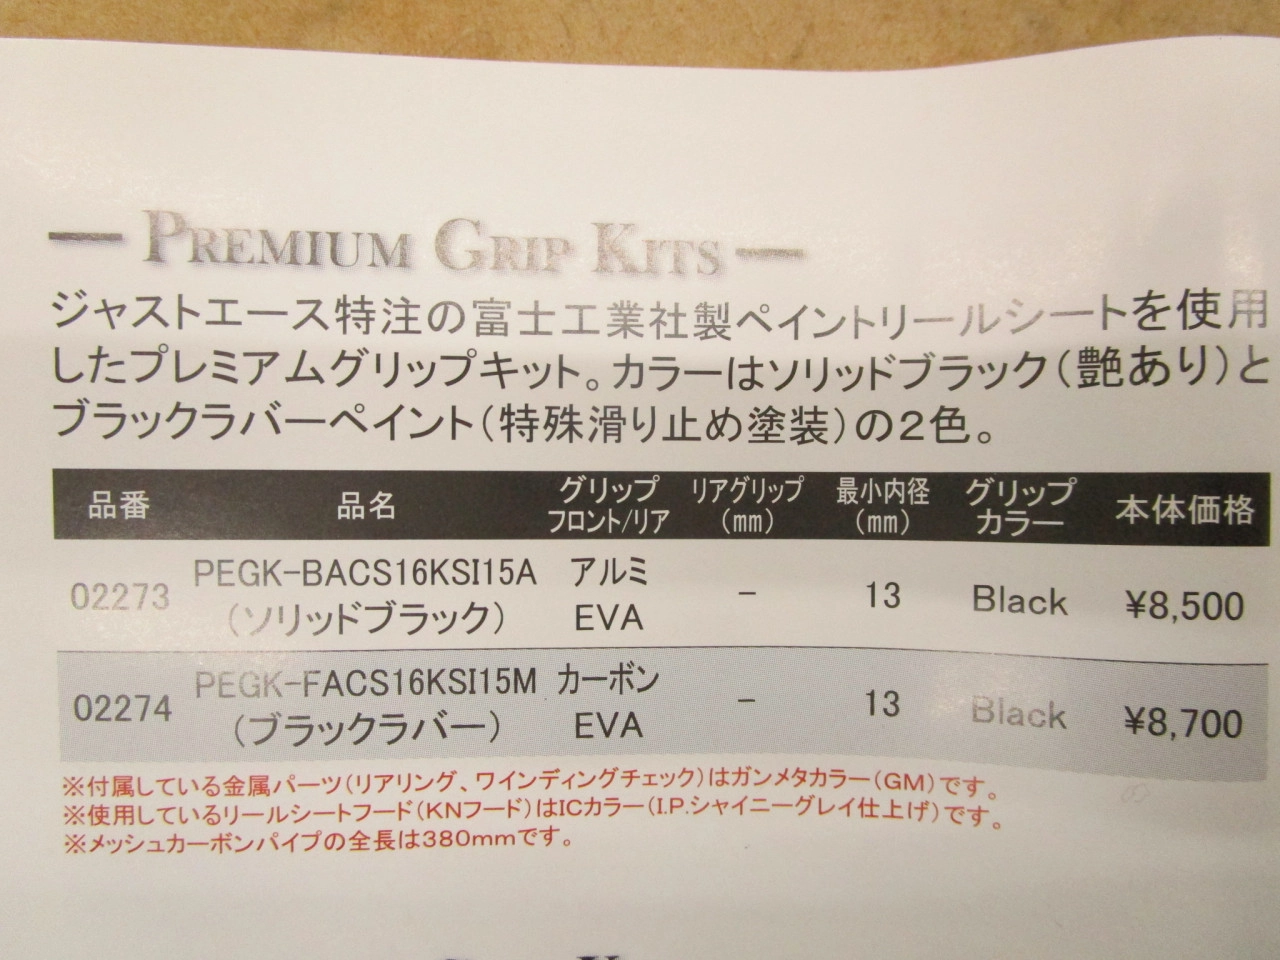 PREMIUM GRIP KITS
ジャストエース特注の富士工業社製ペイントリールシートを使用
したプレミアムグリップキット。カラーはソリッドブラック(艶あり)と
ブラックラバーペイント(特殊滑り止め塗装)の2色。
品番 品名 グリップ フロント/リア リアグリップ (mm) 最小内径 (mm) グリップ カラー 本体価格
02273 PEGK-BACS16KSI15A (ソリッドブラック) アルミ EVA - 13 Black ¥8,500
02274 PEGK-FACS16KSI15M (ブラックラバー) カーボン EVA - 13 Black ¥8,700
※付属している金属パーツ(リアリング、ワインディングチェック)はガンメタカラー(GM)です。
※使用しているリールシートフード(KNフード)はICカラー(I.P.シャイニーグレイ仕上げ)です。
※メッシュカーボンパイプの全長は380mmです。